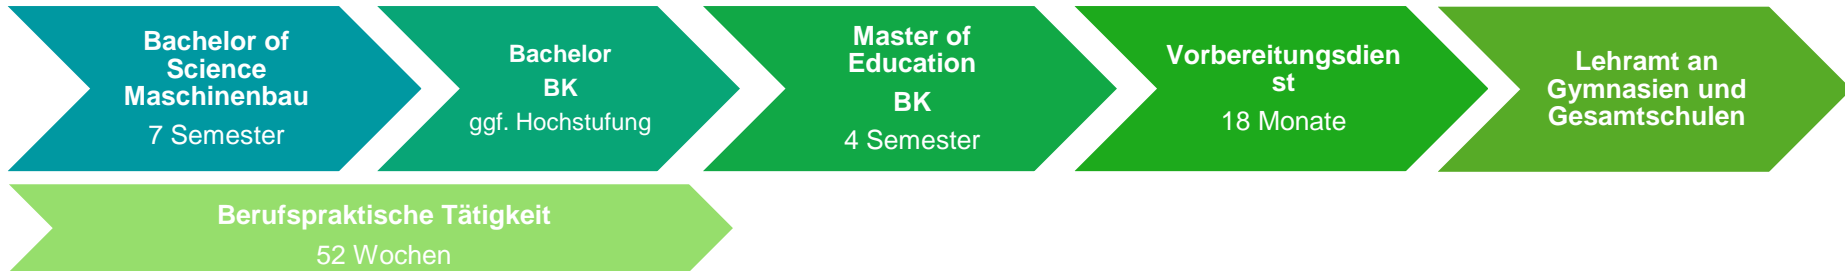 Bachelor of
Science
Maschinenbau
7 Semester
Bachelor
BK
ggf. Hochstufung
Master of
Education
BK
4 Semester
Vorbereitungsdien
st
18 Monate
Lehramt an
Gymnasien und
Gesamtschulen
Berufspraktische Tätigkeit
52 Wochen